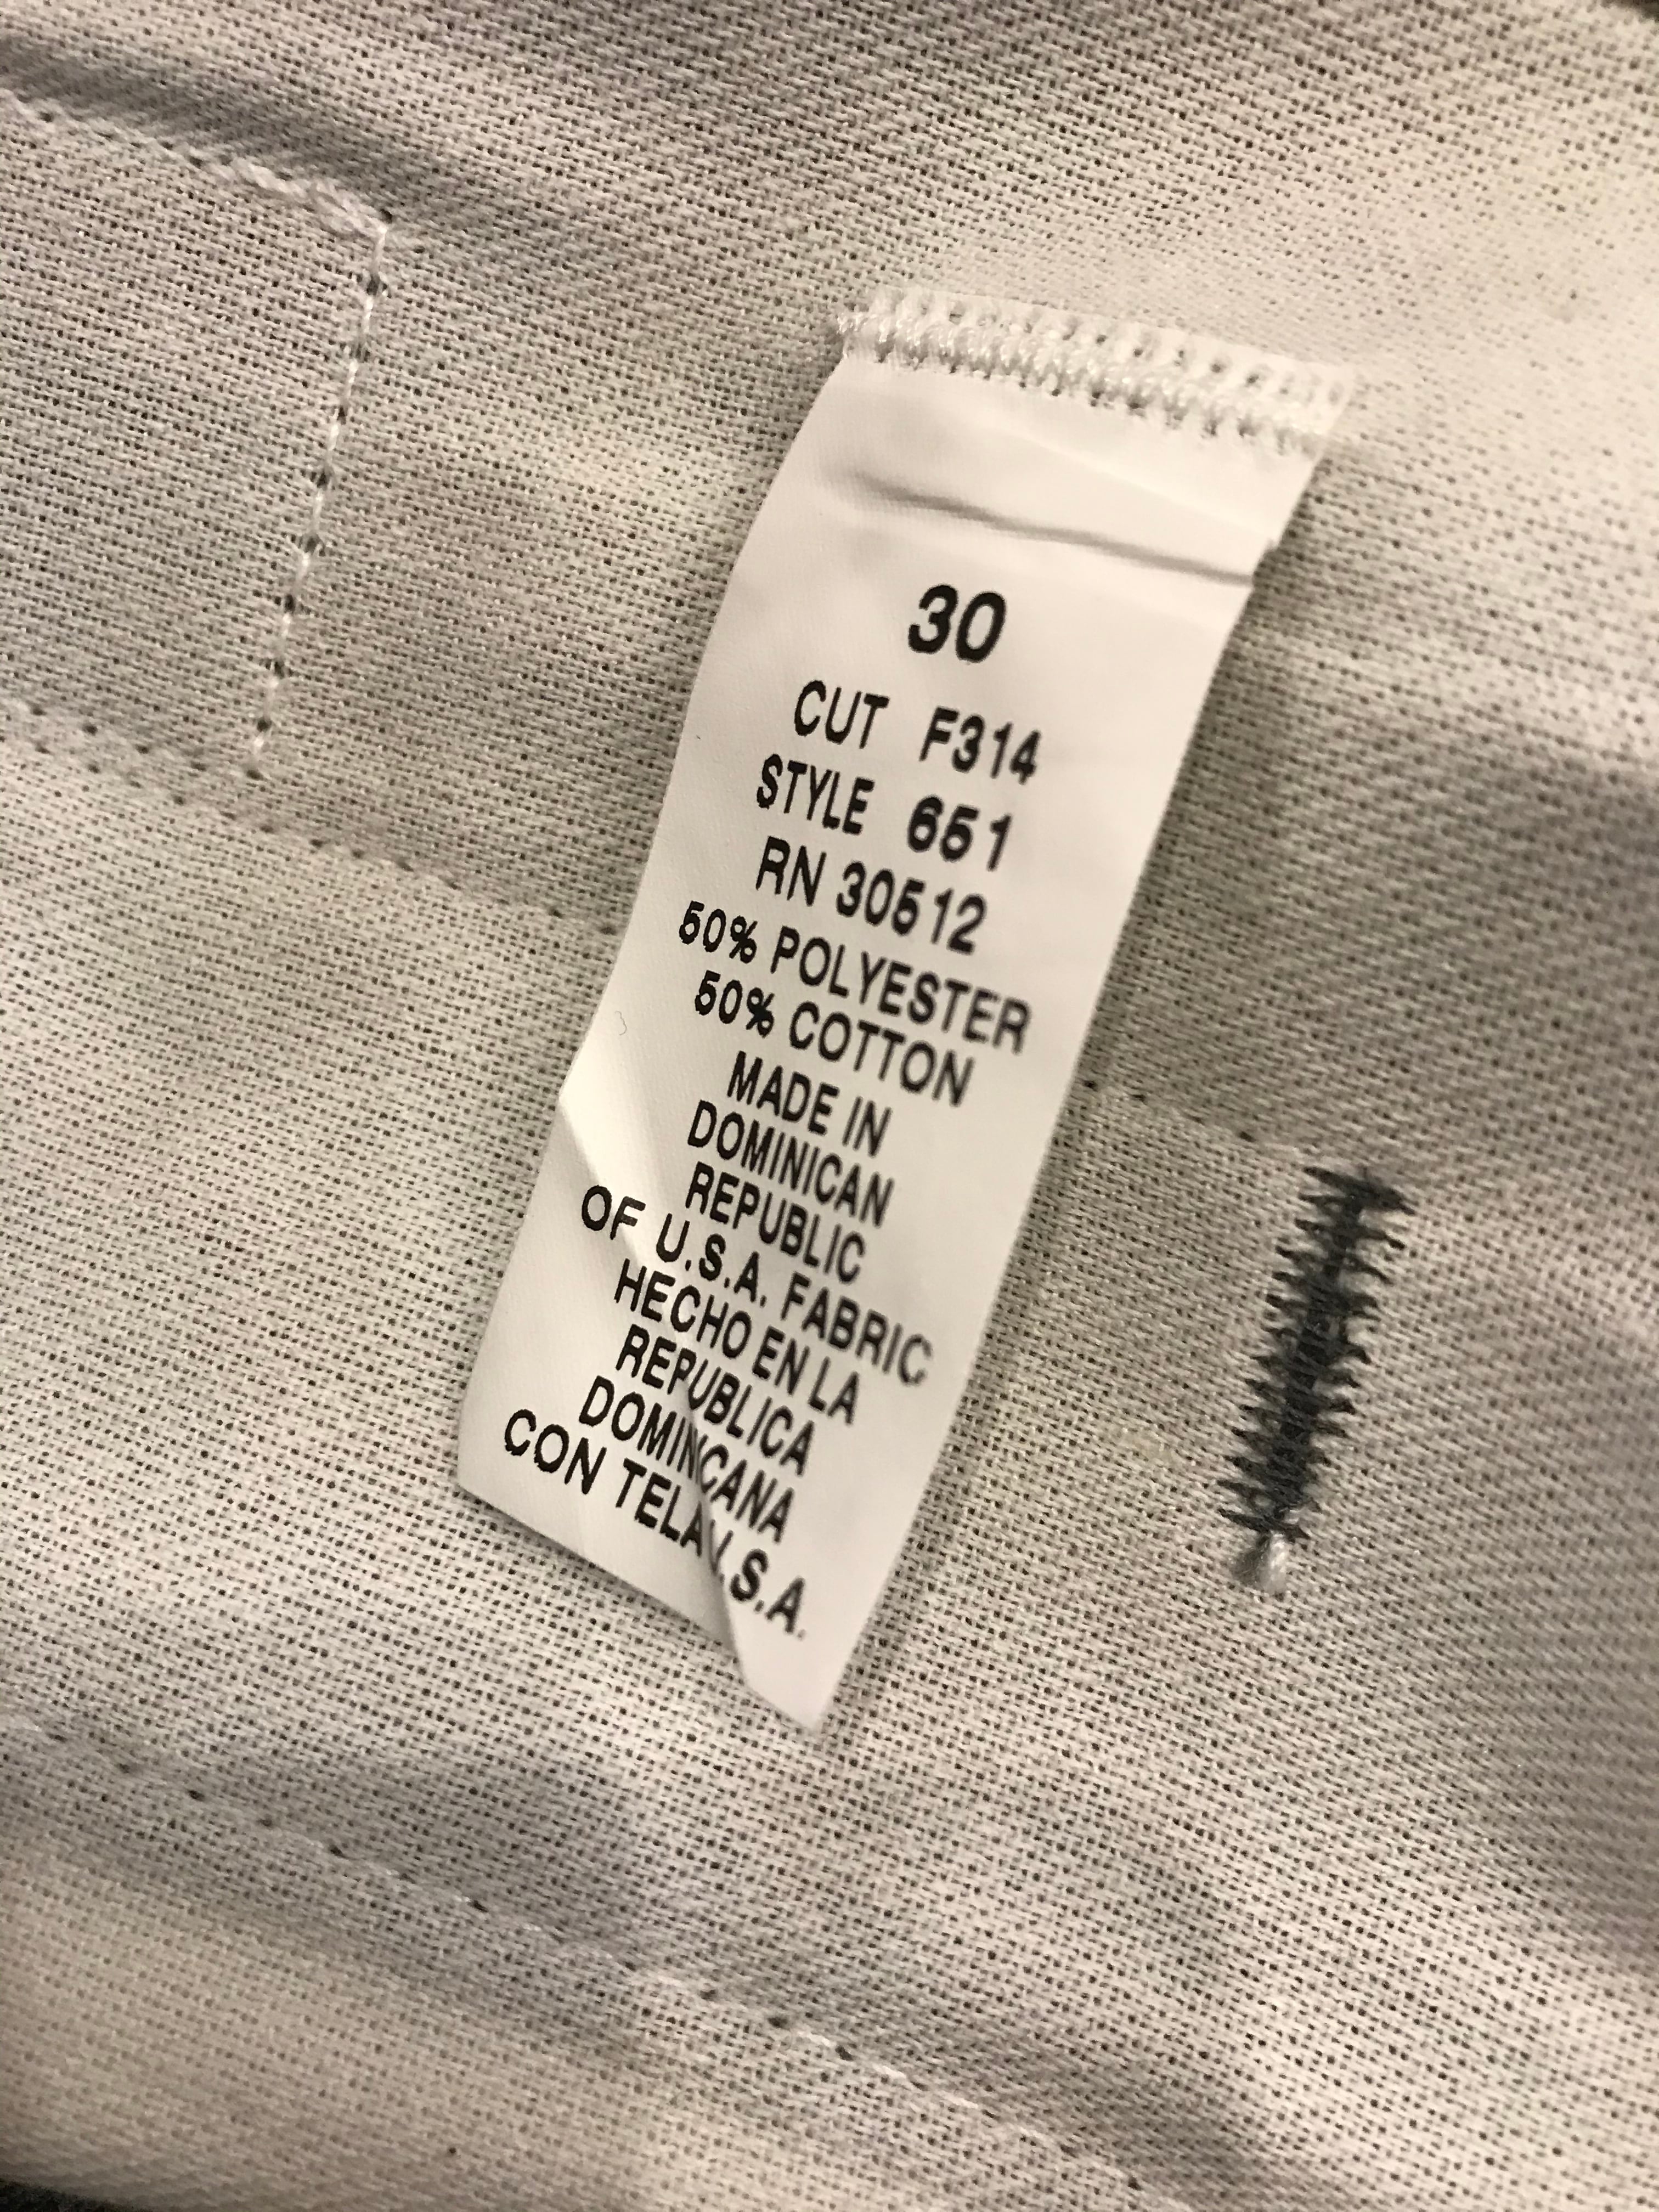 30
CUT F314
STYLE 651
RN 30512
50% POLYESTER
50% COTTON
MADE IN
DOMINICAN
REPUBLIC
OF U.S.A. FABRIC
HECHO EN LA
REPUBLICA
DOMINICANA
CON TELA U.S.A.